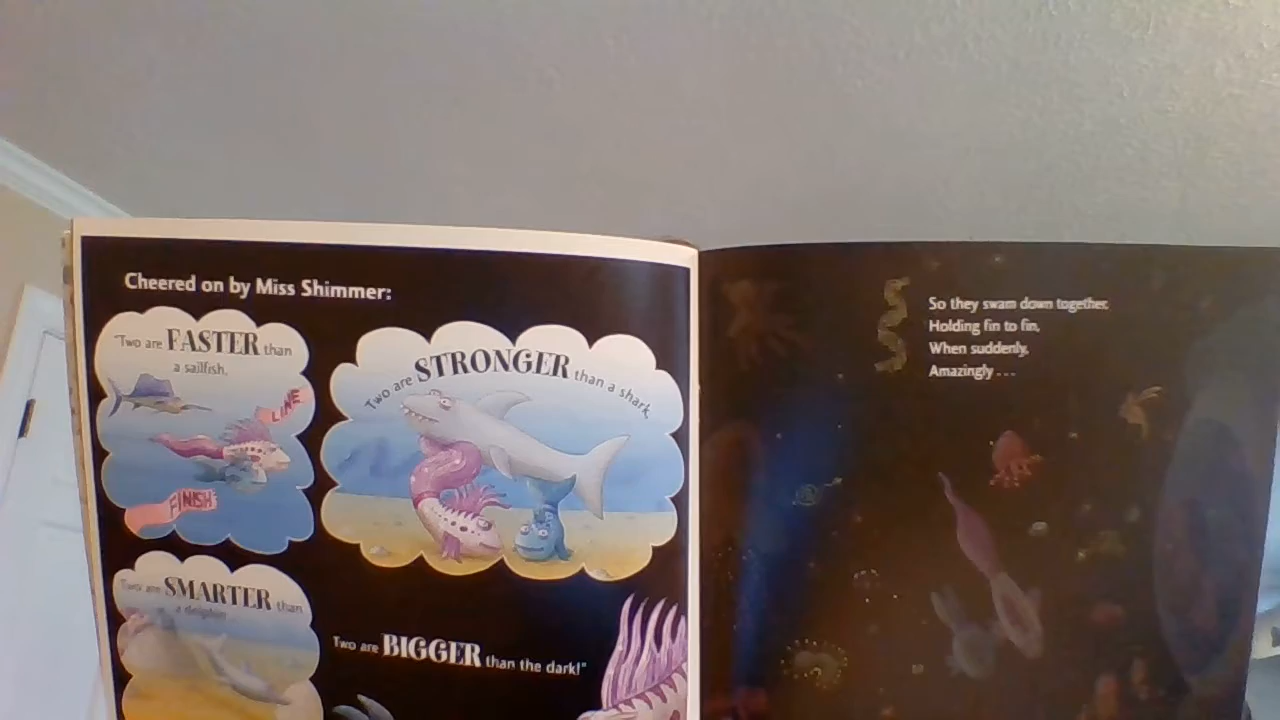 Cheered on by Miss Shimmer:
"Two are FASTER than
a sailfish,
LINE
FINISH
Two are STRONGER than a shark,
Two are SMARTER than
a dolphin,
Two are BIGGER than the dark!"
So they swam down together,
Holding fin to fin,
When suddenly,
Amazingly . . .